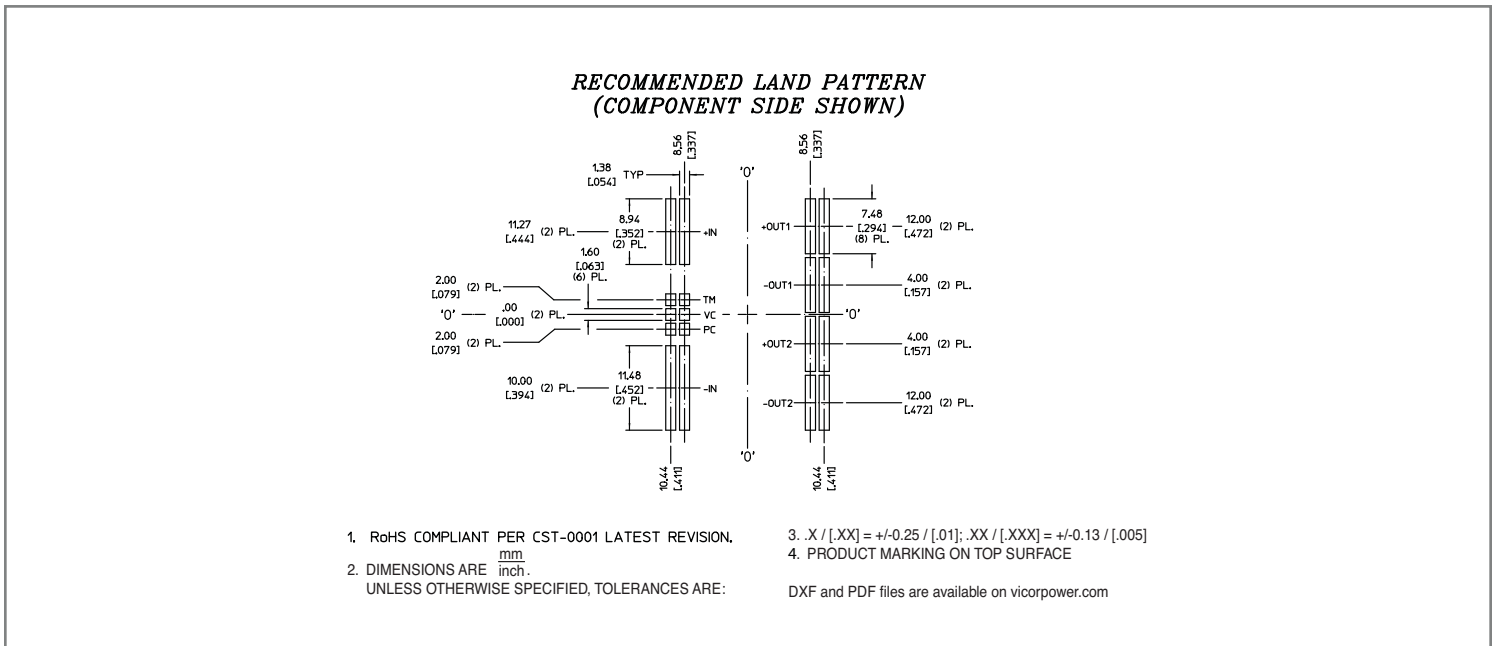 RECOMMENDED LAND PATTERN
(COMPONENT SIDE SHOWN)
8.56
[.337]
8.56
[.337]
1.38
[.054]
TYP
'0'
11.27
[.444]
(2) PL.
8.94
[.352]
(2) PL.
+IN
+OUT1
7.48
[.294]
(8) PL.
12.00
[.472]
(2) PL.
1.60
[.063]
(6) PL.
2.00
[.079]
(2) PL.
TM
-OUT1
4.00
[.157]
(2) PL.
'0'
.00
[.000]
(2) PL.
VC
'0'
2.00
[.079]
(2) PL.
PC
+OUT2
4.00
[.157]
(2) PL.
10.00
[.394]
(2) PL.
11.48
[.452]
(2) PL.
-IN
-OUT2
12.00
[.472]
(2) PL.
'0'
10.44
[.411]
10.44
[.411]
1. RoHS COMPLIANT PER CST-0001 LATEST REVISION.
2. DIMENSIONS ARE mm
inch.
UNLESS OTHERWISE SPECIFIED, TOLERANCES ARE:
3. .X / [.XX] = +/-0.25 / [.01]; .XX / [.XXX] = +/-0.13 / [.005]
4. PRODUCT MARKING ON TOP SURFACE
DXF and PDF files are available on vicorpower.com